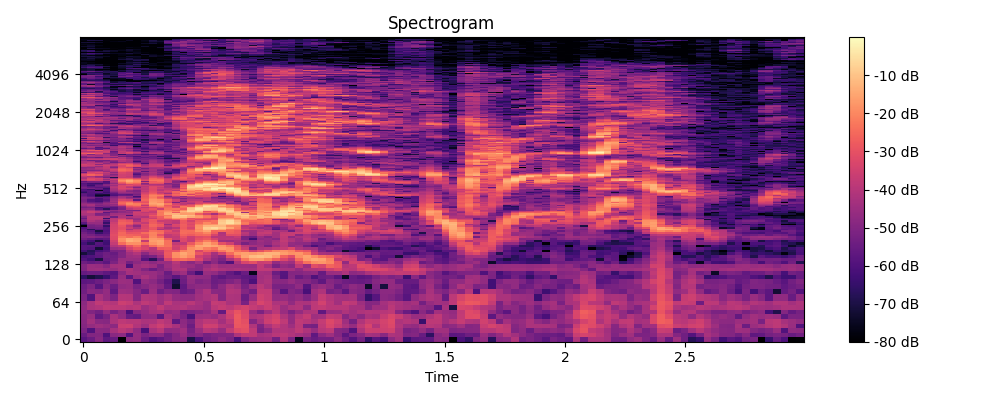 Spectrogram
4096
2048
1024
512
256
128
64
0
Hz
0
0.5
1
1.5
2
2.5
Time
-10 dB
-20 dB
-30 dB
-40 dB
-50 dB
-60 dB
-70 dB
-80 dB